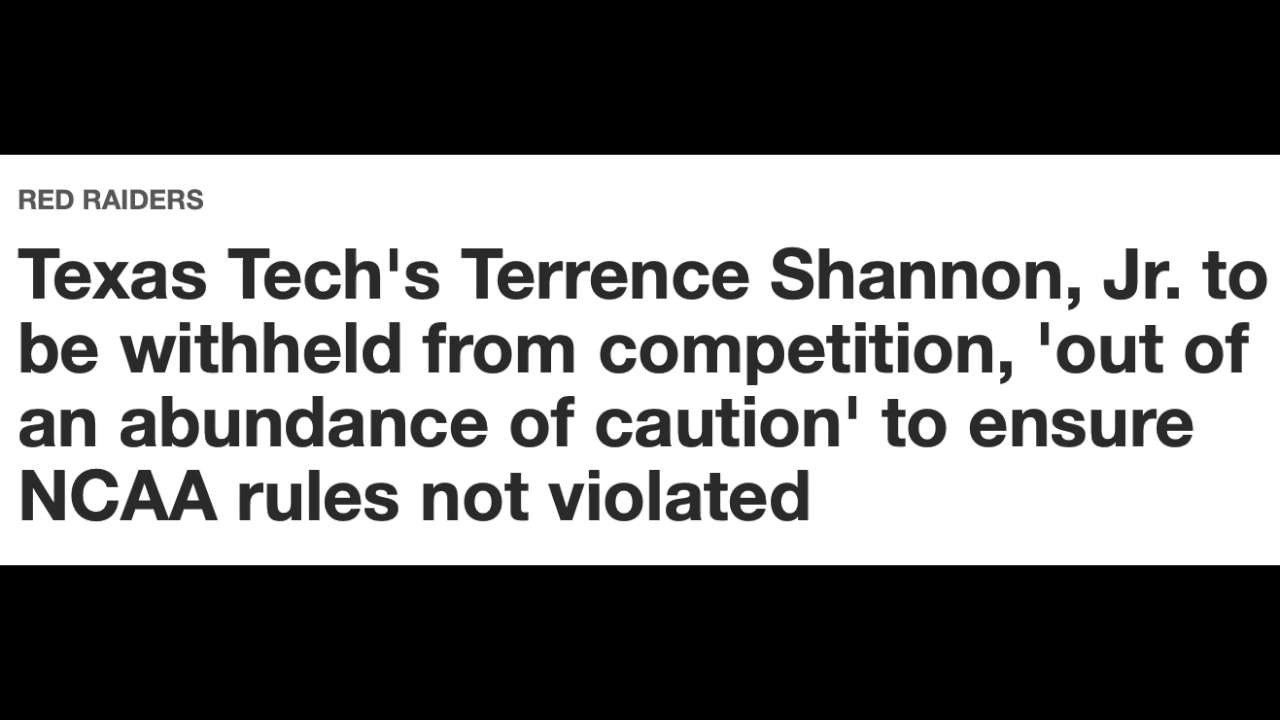 RED RAIDERS
Texas Tech's Terrence Shannon, Jr. to
be withheld from competition, 'out of
an abundance of caution' to ensure
NCAA rules not violated